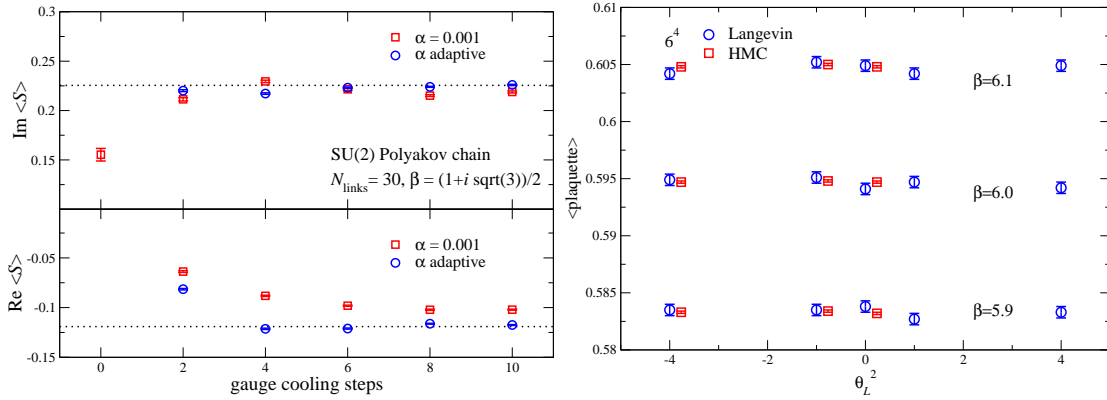 0.3
0.25
0.2
0.15
Im <S>
α = 0.001
α adaptive
SU(2) Polyakov chain
N_links = 30, β = (1+i sqrt(3))/2
-0.05
-0.1
-0.15
Re <S>
α = 0.001
α adaptive
0 2 4 6 8 10
gauge cooling steps
0.61
0.605
0.6
0.595
0.59
0.585
0.58
<plaquette>
6^4
Langevin
HMC
β=6.1
β=6.0
β=5.9
-4 -2 0 2 4
θ_L^2